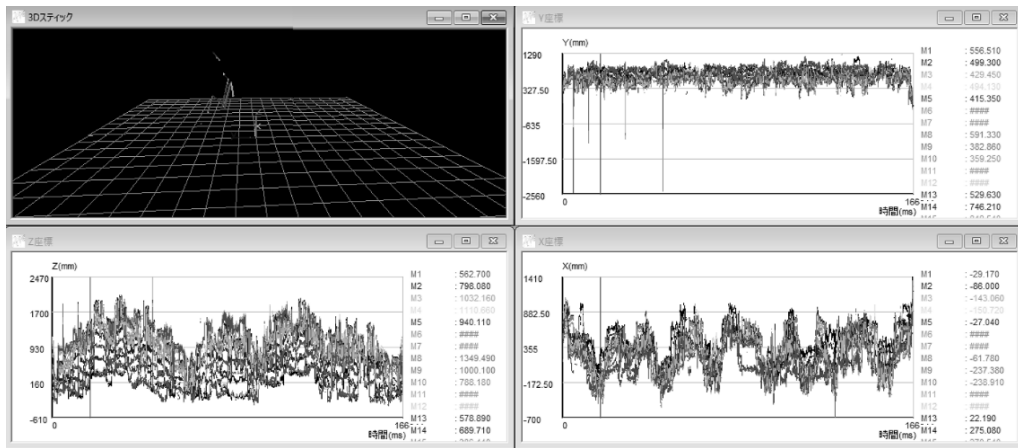 3Dスティック
Y座標
Y(mm)
1290
327.50
-635
-1597.50
-2560
0
166
時間(ms)
M1 : 556.510
M2 : 499.300
M3 : 429.450
M4 : 494.130
M5 : 415.350
M6 : ####
M7 : ####
M8 : 591.330
M9 : 382.860
M10 : 359.250
M11 : ####
M12 : ####
M13 : 529.630
M14 : 746.210
Z座標
Z(mm)
2470
1700
930
160
-610
0
166
時間(ms)
M1 : 562.700
M2 : 798.080
M3 : 1032.160
M4 : 1110.660
M5 : 940.110
M6 : ####
M7 : ####
M8 : 1349.490
M9 : 1000.100
M10 : 788.180
M11 : ####
M12 : ####
M13 : 578.890
M14 : 689.710
X座標
X(mm)
1410
882.50
355
-172.50
-700
0
166
時間(ms)
M1 : -29.170
M2 : -86.000
M3 : -143.060
M4 : -150.720
M5 : -27.040
M6 : ####
M7 : ####
M8 : -61.780
M9 : -237.380
M10 : -238.910
M11 : ####
M12 : ####
M13 : 22.190
M14 : 275.080